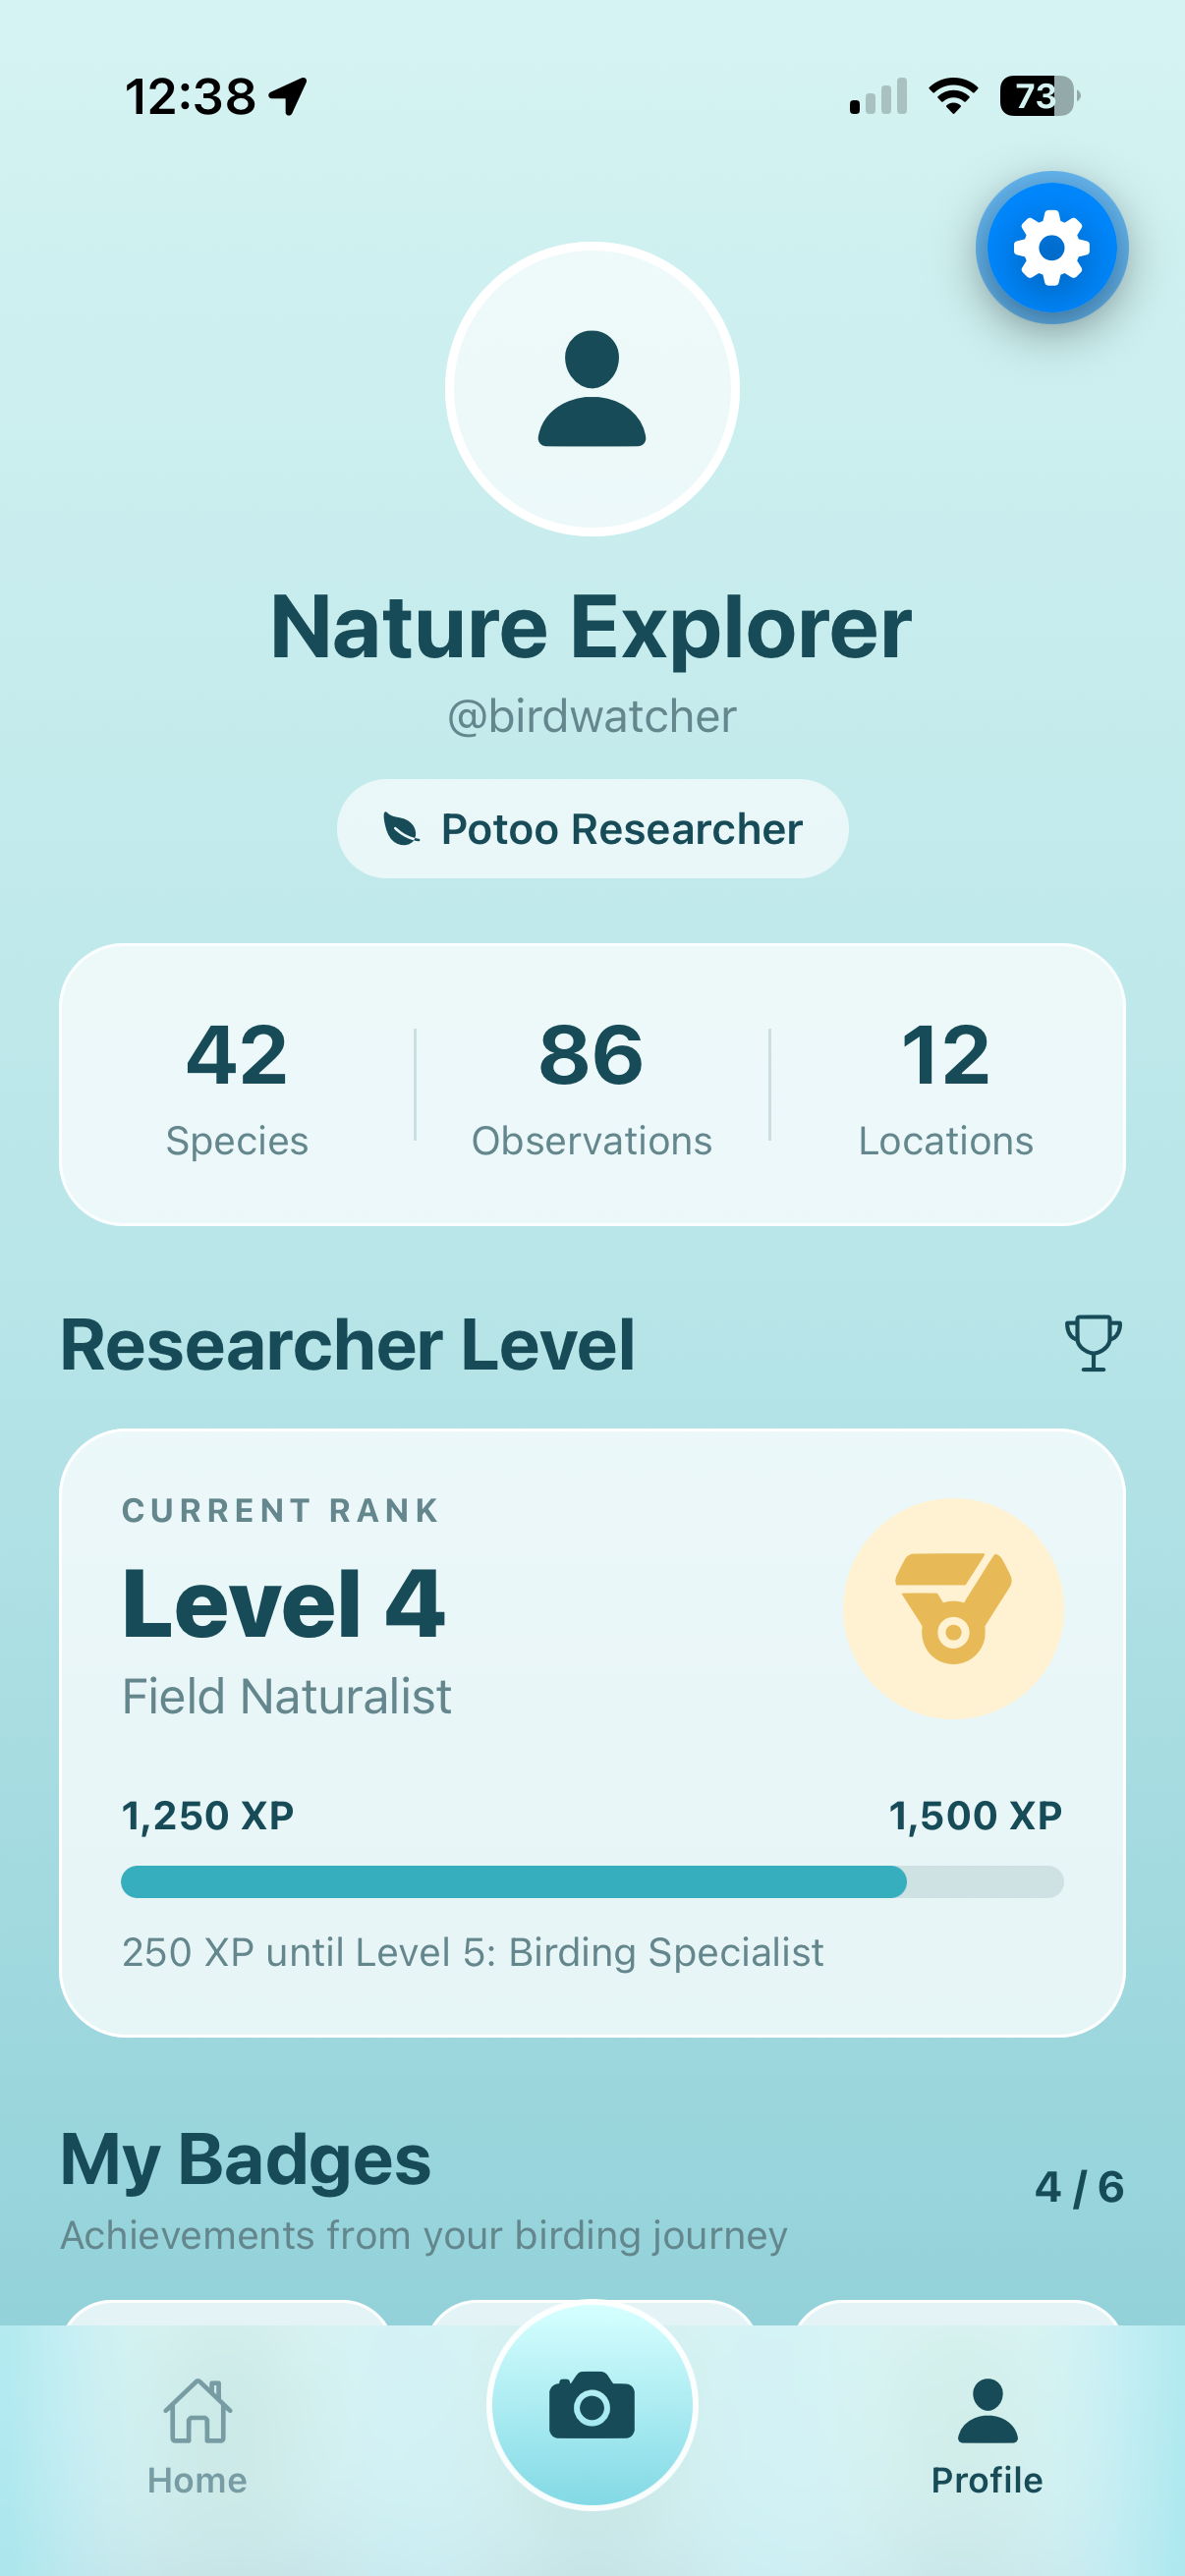 12:38
73
Nature Explorer
@birdwatcher
Potoo Researcher
42 86 12
Species Observations Locations
Researcher Level
CURRENT RANK
Level 4
Field Naturalist
1,250 XP 1,500 XP
250 XP until Level 5: Birding Specialist
My Badges
4 / 6
Achievements from your birding journey
Home Profile